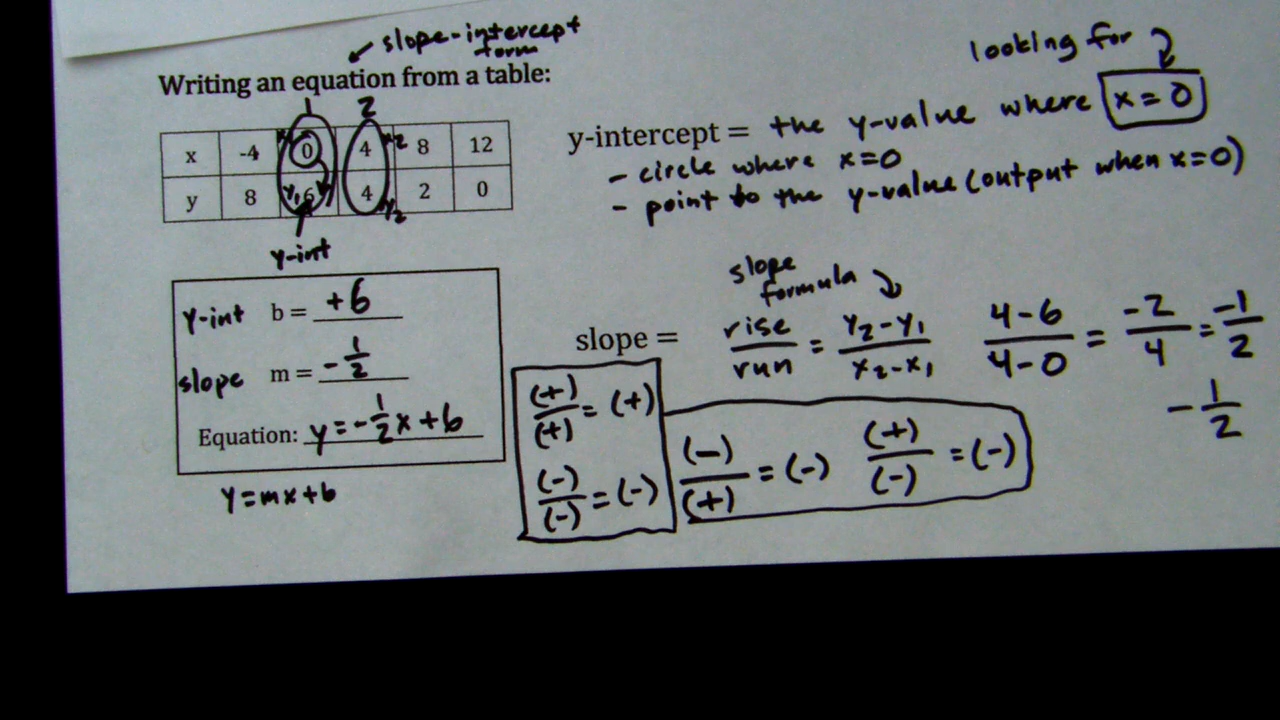 slope-intercept
form
Writing an equation from a table:
looking for
1 2
x -4 0 4 8 12
y 8 6 4 2 0
x2
y1
y2
y-int
y-intercept = the y-value where x=0
- circle where x=0
- point to the y-value (output when x=0)
y-int b = +6
slope m = -1/2
Equation: y=-1/2x+6
y=mx+b
slope
formula
slope = rise/run = y2-y1/x2-x1 4-6/4-0 = -2/4 = -1/2
-1/2
(+)/(+) = (+)
(-)/(-) = (-)
(-)/(+) = (-) (+)/(-) = (-)